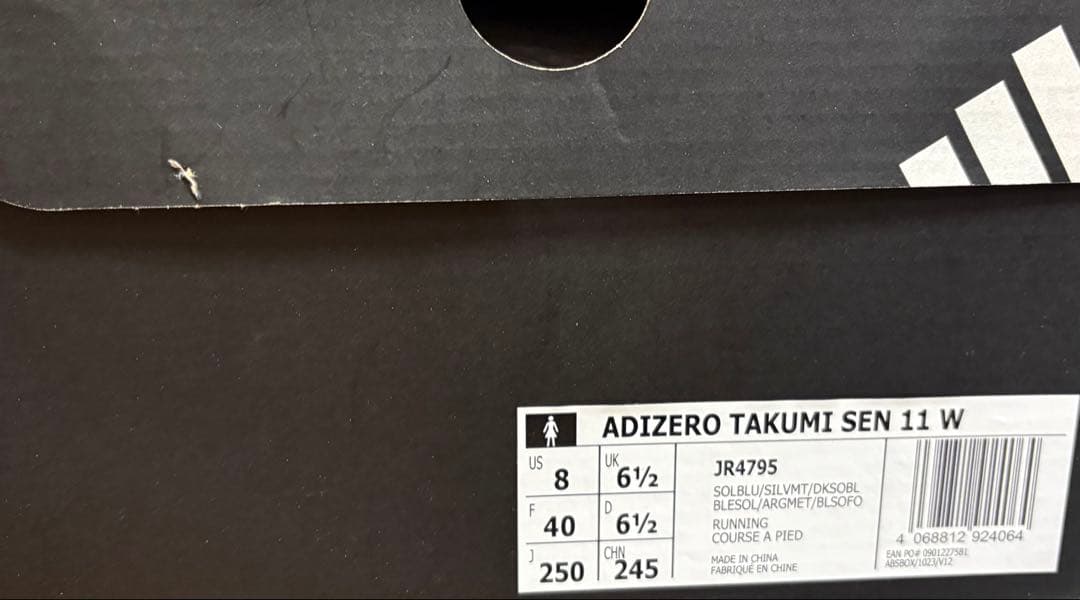 ADIZERO TAKUMI SEN 11 W
US 8
UK 6½
F 40
D 6½
J 250
CHN 245
JR4795
SOLBLU/SILVMT/DKSOBL
BLESOL/ARGMET/BLSOFO
RUNNING
COURSE A PIED
MADE IN CHINA
FABRIQUÉ EN CHINE
4 068812 924064
EAN PO# 0901227581
ABSBOX/1023/V12